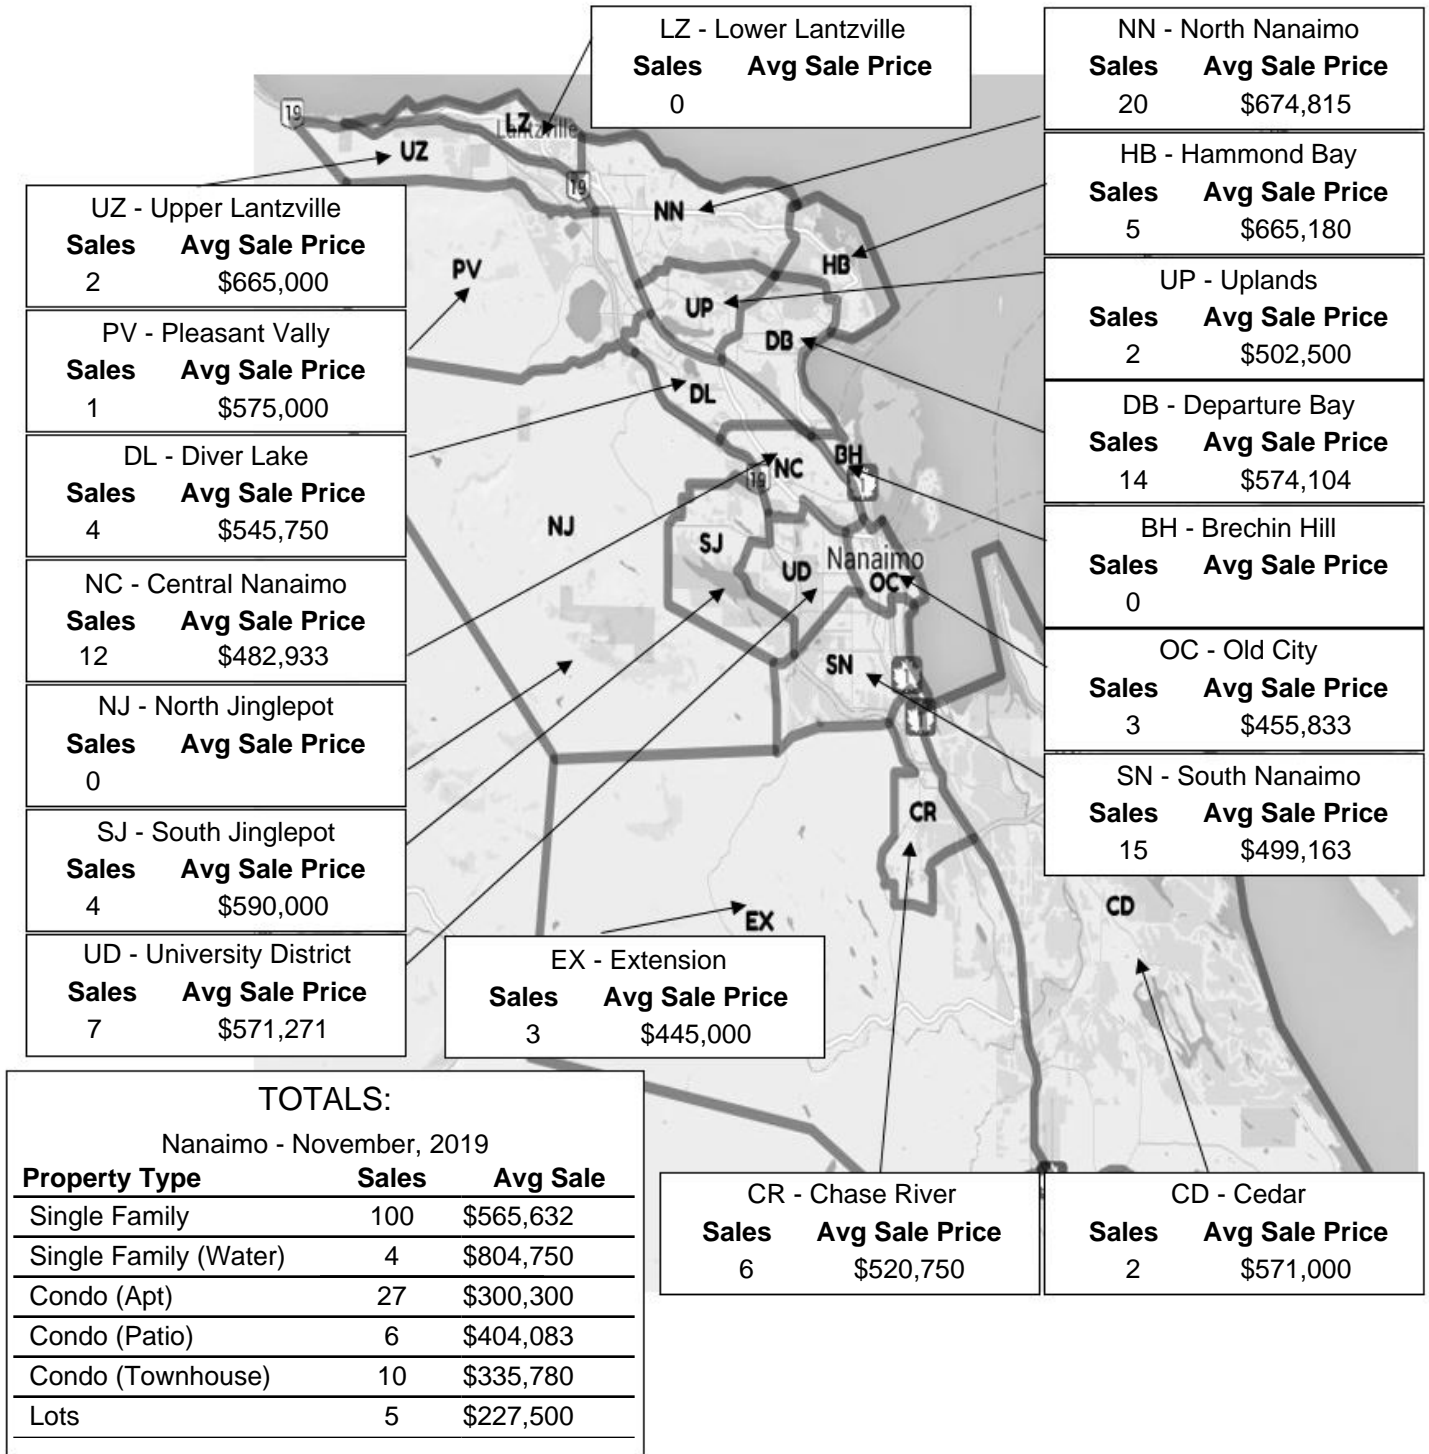 LZ - Lower Lantzville
Sales Avg Sale Price
0
NN - North Nanaimo
Sales Avg Sale Price
20 $674,815
HB - Hammond Bay
Sales Avg Sale Price
5 $665,180
UP - Uplands
Sales Avg Sale Price
2 $502,500
DB - Departure Bay
Sales Avg Sale Price
14 $574,104
BH - Brechin Hill
Sales Avg Sale Price
0
OC - Old City
Sales Avg Sale Price
3 $455,833
SN - South Nanaimo
Sales Avg Sale Price
15 $499,163
UZ - Upper Lantzville
Sales Avg Sale Price
2 $665,000
PV - Pleasant Vally
Sales Avg Sale Price
1 $575,000
DL - Diver Lake
Sales Avg Sale Price
4 $545,750
NC - Central Nanaimo
Sales Avg Sale Price
12 $482,933
NJ - North Jinglepot
Sales Avg Sale Price
0
SJ - South Jinglepot
Sales Avg Sale Price
4 $590,000
UD - University District
Sales Avg Sale Price
7 $571,271
EX - Extension
Sales Avg Sale Price
3 $445,000
CR - Chase River
Sales Avg Sale Price
6 $520,750
CD - Cedar
Sales Avg Sale Price
2 $571,000
19
LZ
Lantzville
UZ
19
NN
PV
HB
UP
DB
DL
BH
NC
19
1
NJ
SJ
Nanaimo
UD
OC
SN
1
CR
CD
EX
TOTALS:
Nanaimo - November, 2019
Property Type Sales Avg Sale
Single Family 100 $565,632
Single Family (Water) 4 $804,750
Condo (Apt) 27 $300,300
Condo (Patio) 6 $404,083
Condo (Townhouse) 10 $335,780
Lots 5 $227,500